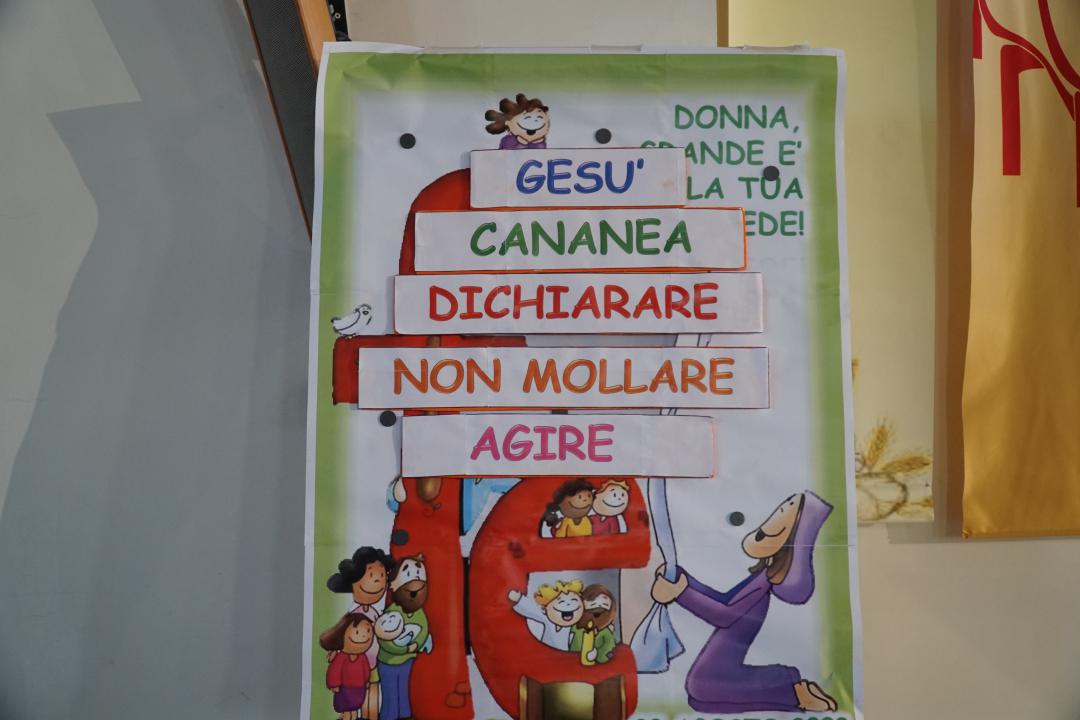 DONNA,
E'
GESU'
LA TUA
CANANEA
DICHIARARE
NON MOLLARE
AGIRE